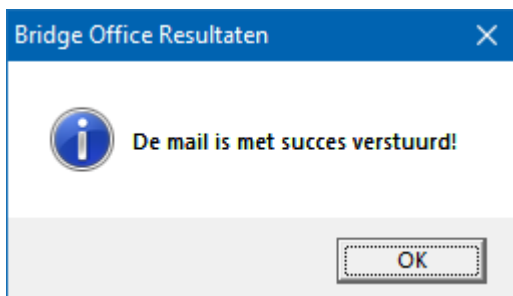 Bridge Office Resultaten
De mail is met succes verstuurd!
OK